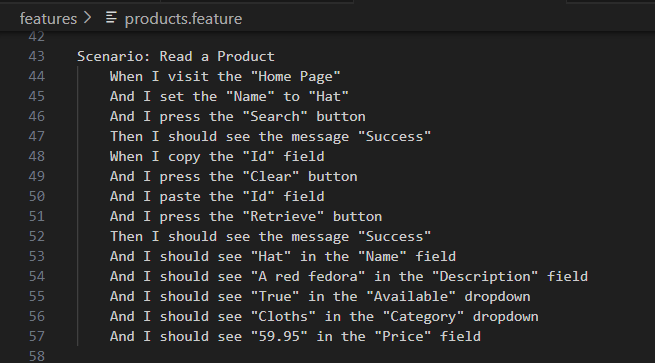 features > products.feature
42
43 Scenario: Read a Product
44 When I visit the "Home Page"
45 And I set the "Name" to "Hat"
46 And I press the "Search" button
47 Then I should see the message "Success"
48 When I copy the "Id" field
49 And I press the "Clear" button
50 And I paste the "Id" field
51 And I press the "Retrieve" button
52 Then I should see the message "Success"
53 And I should see "Hat" in the "Name" field
54 And I should see "A red fedora" in the "Description" field
55 And I should see "True" in the "Available" dropdown
56 And I should see "Cloths" in the "Category" dropdown
57 And I should see "59.95" in the "Price" field
58